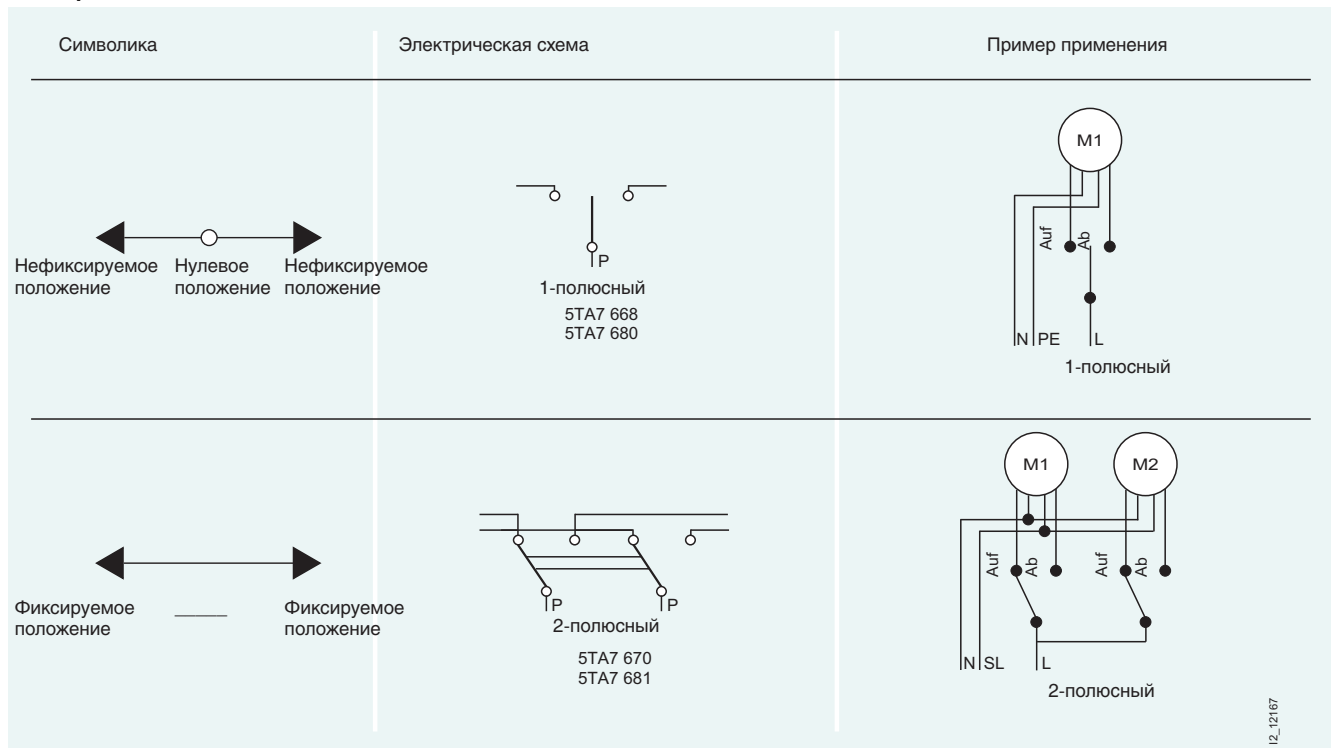 Символика
Электрическая схема
Пример применения
Нефиксируемое
положение
Нулевое
положение
Нефиксируемое
положение
P
1-полюсный
5TA7 668
5TA7 680
M1
Auf
Ab
N
PE
L
1-полюсный
Фиксируемое
положение
Фиксируемое
положение
P
P
2-полюсный
5TA7 670
5TA7 681
M1
M2
Auf
Ab
Auf
Ab
N
SL
L
2-полюсный
I2_12167